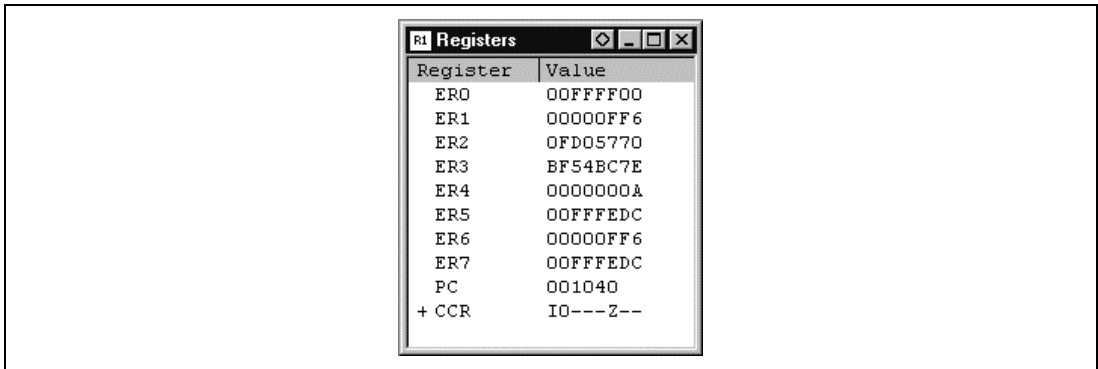 R1 Registers
Register Value
ER0 00FFFF00
ER1 00000FF6
ER2 0FD05770
ER3 BF54BC7E
ER4 0000000A
ER5 00FFFEDC
ER6 00000FF6
ER7 00FFFEDC
PC 001040
+ CCR I0---Z--